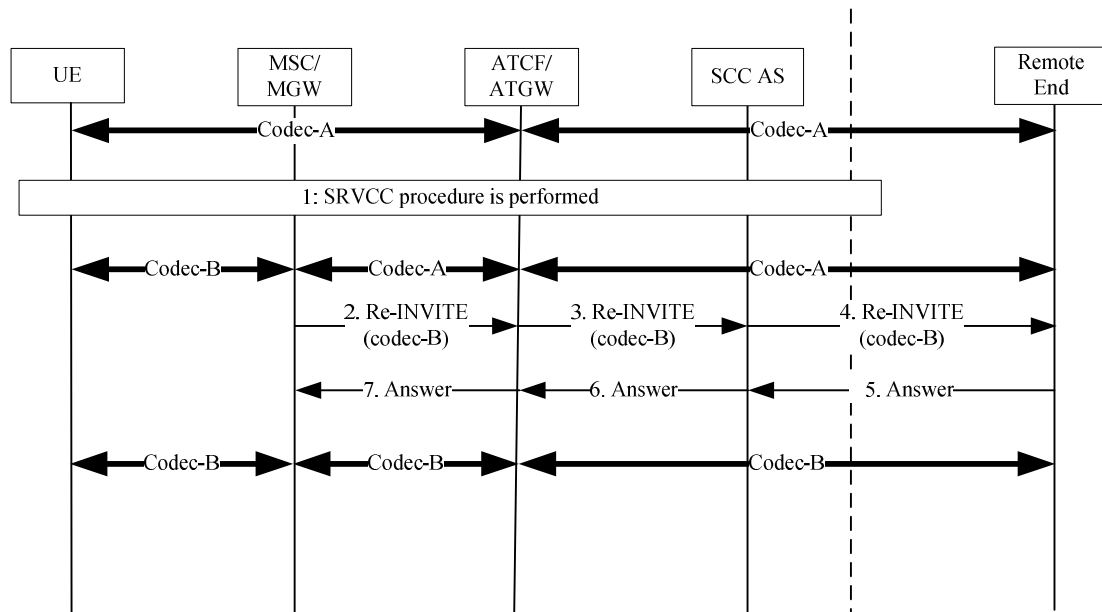 UE
MSC/
MGW
ATCF/
ATGW
SCC AS
Remote
End
Codec-A
Codec-A
1: SRVCC procedure is performed
Codec-B
Codec-A
Codec-A
2. Re-INVITE
(codec-B)
3. Re-INVITE
(codec-B)
4. Re-INVITE
(codec-B)
7. Answer
6. Answer
5. Answer
Codec-B
Codec-B
Codec-B